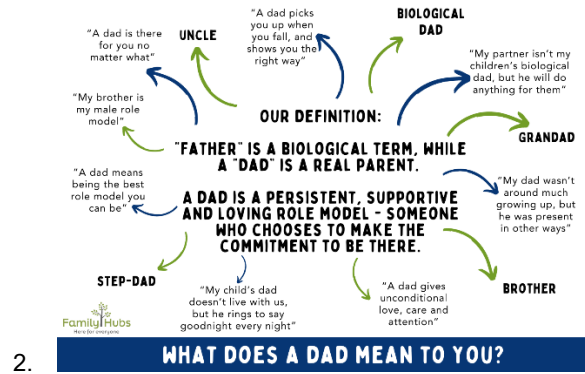 "A dad is there
for you no
matter what"
UNCLE
"A dad picks
you up when
you fall, and
shows you the
right way"
BIOLOGICAL
DAD
"My partner isn't my
children's biological
dad, but he will do
anything for them"
"My brother is
my male role
model"
OUR DEFINITION:
GRANDAD
"FATHER" IS A BIOLOGICAL TERM, WHILE
A "DAD" IS A REAL PARENT.
"A dad means
being the best
role model you
can be"
A DAD IS A PERSISTENT, SUPPORTIVE
AND LOVING ROLE MODEL - SOMEONE
WHO CHOOSES TO MAKE THE
COMMITMENT TO BE THERE.
"My dad wasn't
around much
growing up, but
he was present
in other ways"
STEP-DAD
"My child's dad
doesn't live with us,
but he rings to say
goodnight every night"
"A dad gives
unconditional
love, care and
attention"
BROTHER
Family Hubs
Here for everyone
2.
WHAT DOES A DAD MEAN TO YOU?